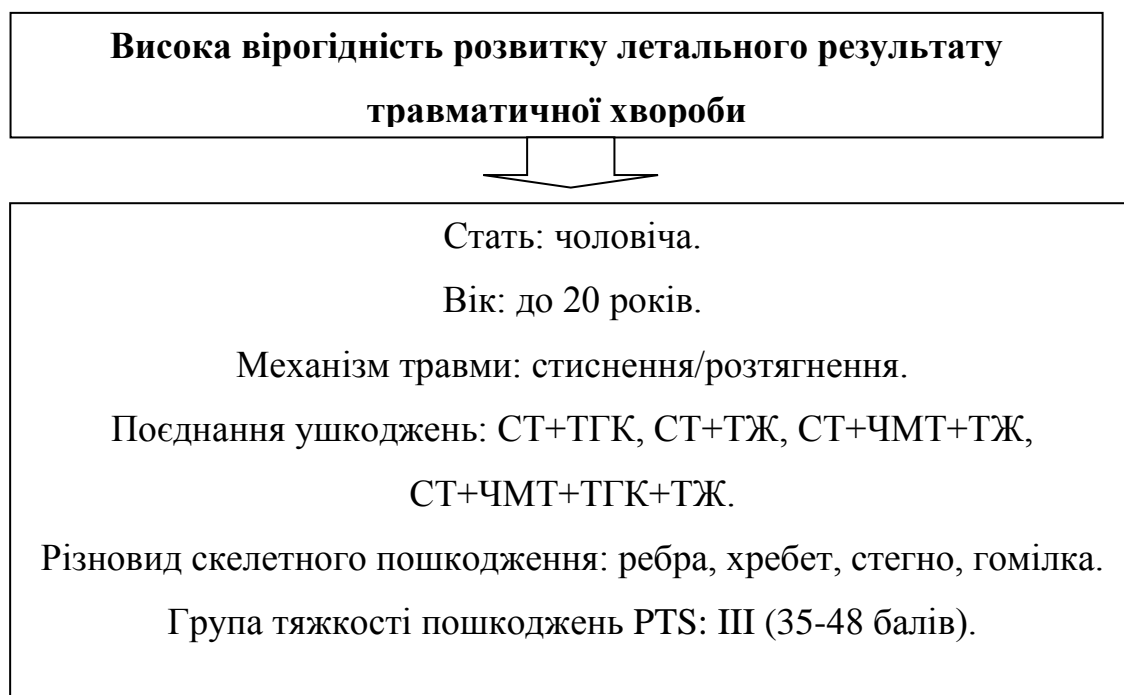 Висока вірогідність розвитку летального результату
травматичної хвороби
Стать: чоловіча.
Вік: до 20 років.
Механізм травми: стиснення/розтягнення.
Поєднання ушкоджень: СТ+ТГК, СТ+ТЖ, СТ+ЧМТ+ТЖ,
СТ+ЧМТ+ТГК+ТЖ.
Різновид скелетного пошкодження: ребра, хребет, стегно, гомілка.
Група тяжкості пошкоджень PTS: III (35-48 балів).